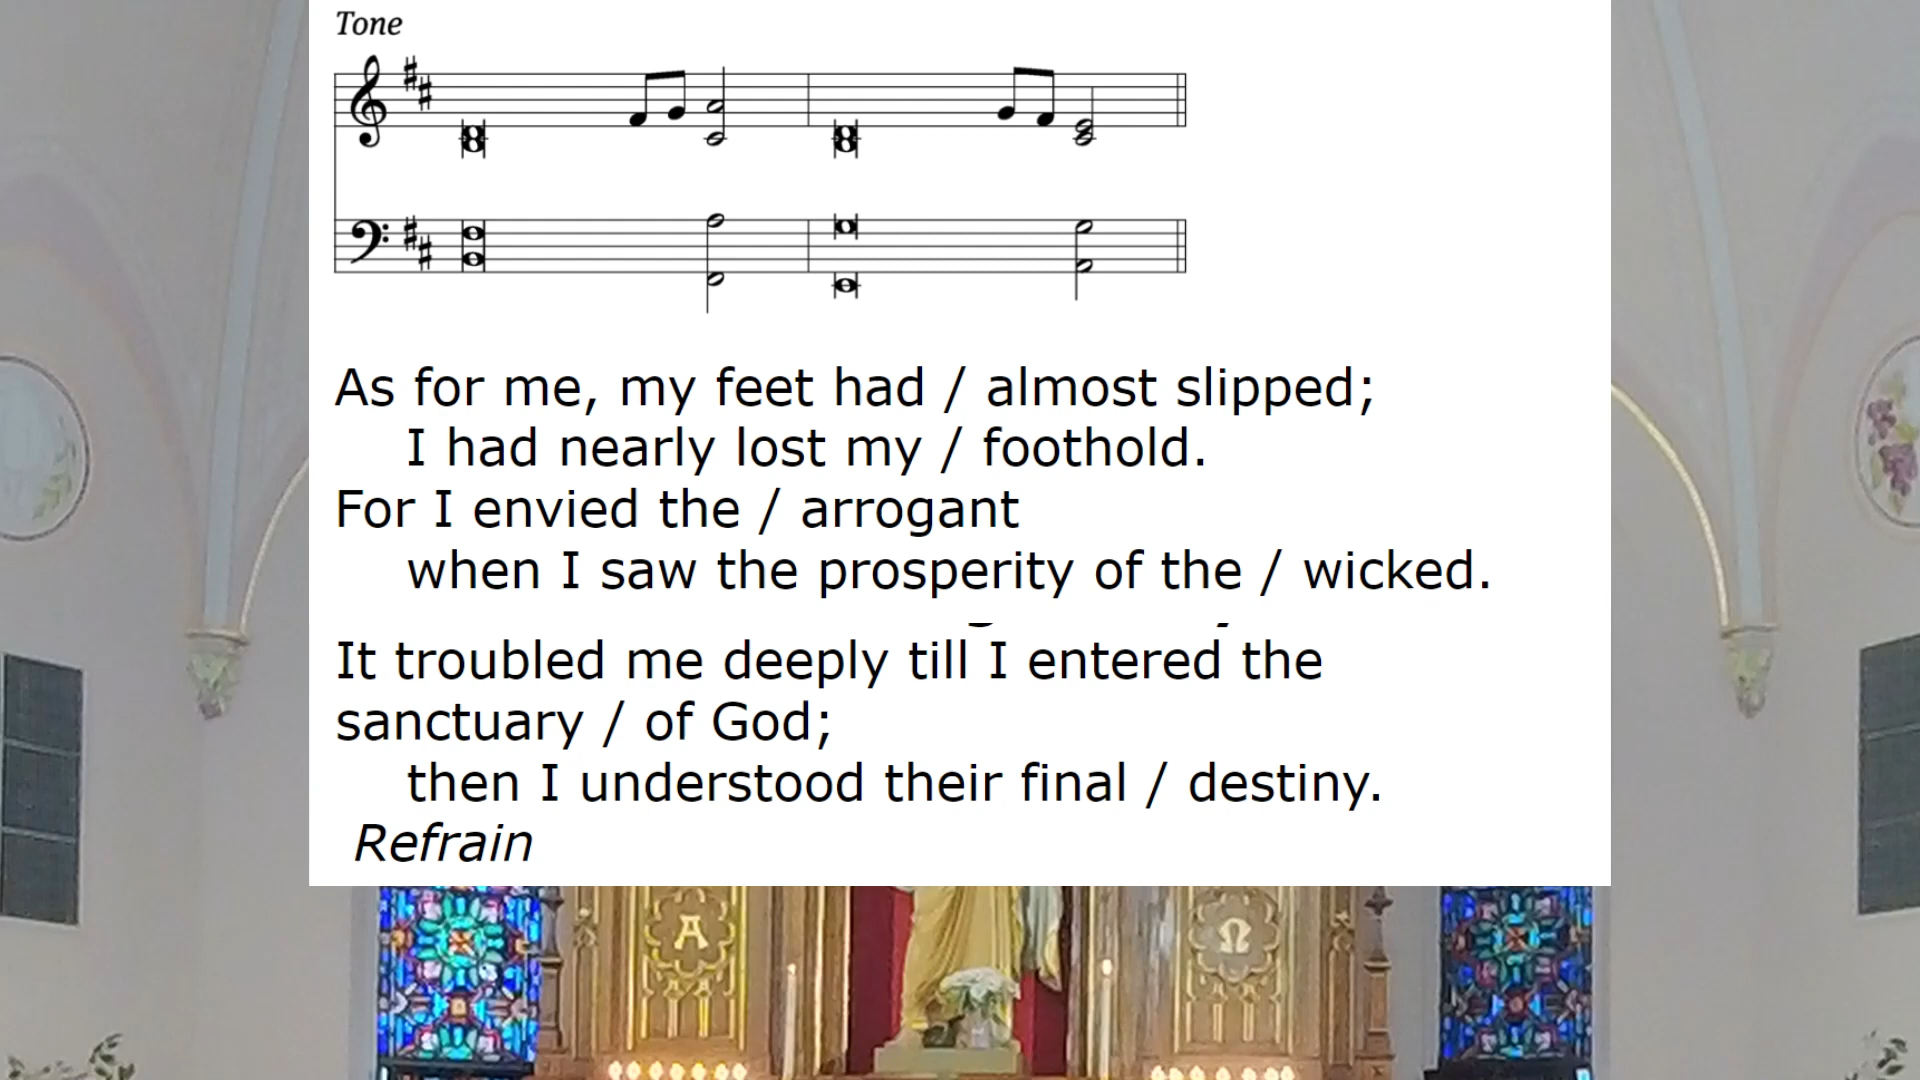 Tone
As for me, my feet had / almost slipped;
I had nearly lost my / foothold.
For I envied the / arrogant
when I saw the prosperity of the / wicked.
It troubled me deeply till I entered the
sanctuary / of God;
then I understood their final / destiny.
Refrain
Α Ω